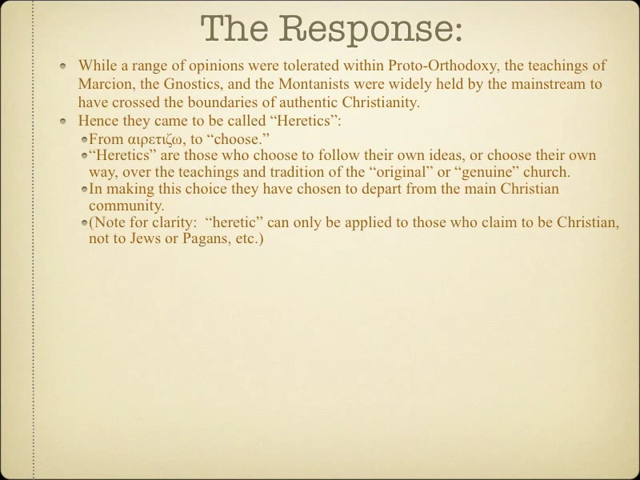 The Response:
While a range of opinions were tolerated within Proto-Orthodoxy, the teachings of
Marcion, the Gnostics, and the Montanists were widely held by the mainstream to
have crossed the boundaries of authentic Christianity.
Hence they came to be called “Heretics”:
From αιρετιζω, to “choose.”
“Heretics” are those who choose to follow their own ideas, or choose their own
way, over the teachings and tradition of the “original” or “genuine” church.
In making this choice they have chosen to depart from the main Christian
community.
(Note for clarity:  “heretic” can only be applied to those who claim to be Christian,
not to Jews or Pagans, etc.)